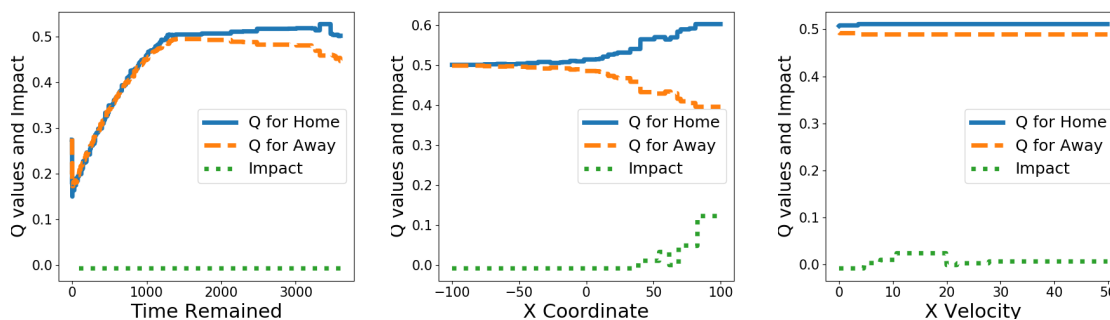 Q values and Impact
0.5
0.4
0.3
0.2
0.1
0.0
Q for Home
Q for Away
Impact
0 1000 2000 3000
Time Remained
Q values and Impact
0.6
0.5
0.4
0.3
0.2
0.1
0.0
Q for Home
Q for Away
Impact
−100 −50 0 50 100
X Coordinate
Q values and Impact
0.5
0.4
0.3
0.2
0.1
0.0
Q for Home
Q for Away
Impact
0 10 20 30 40 50
X Velocity